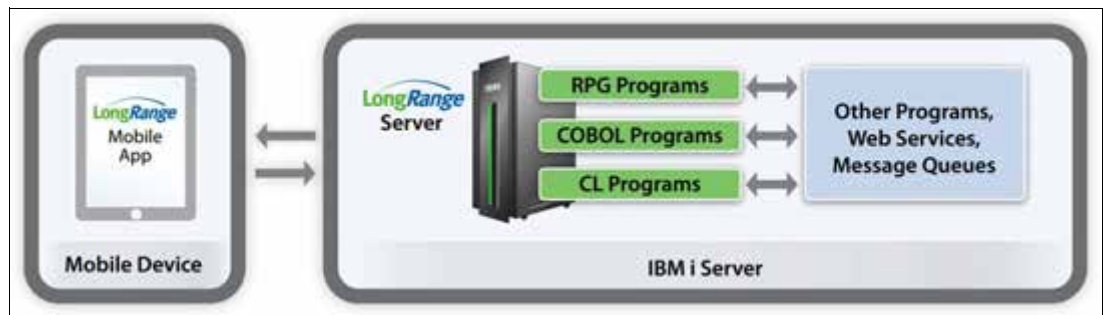 LongRange
Mobile
App
Mobile Device
LongRange
Server
RPG Programs
COBOL Programs
CL Programs
Other Programs,
Web Services,
Message Queues
IBM i Server